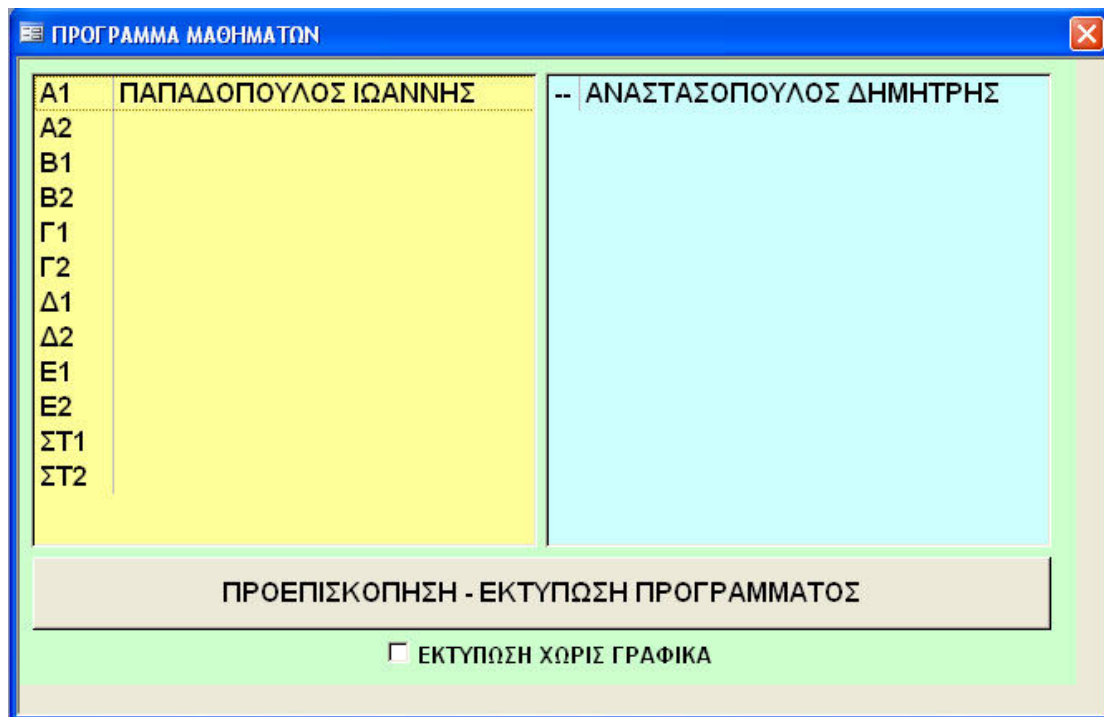 ΠΡΟΓΡΑΜΜΑ ΜΑΘΗΜΑΤΩΝ
Α1 ΠΑΠΑΔΟΠΟΥΛΟΣ ΙΩΑΝΝΗΣ
Α2
Β1
Β2
Γ1
Γ2
Δ1
Δ2
Ε1
Ε2
ΣΤ1
ΣΤ2
-- ΑΝΑΣΤΑΣΟΠΟΥΛΟΣ ΔΗΜΗΤΡΗΣ
ΠΡΟΕΠΙΣΚΟΠΗΣΗ - ΕΚΤΥΠΩΣΗ ΠΡΟΓΡΑΜΜΑΤΟΣ
ΕΚΤΥΠΩΣΗ ΧΩΡΙΣ ΓΡΑΦΙΚΑ